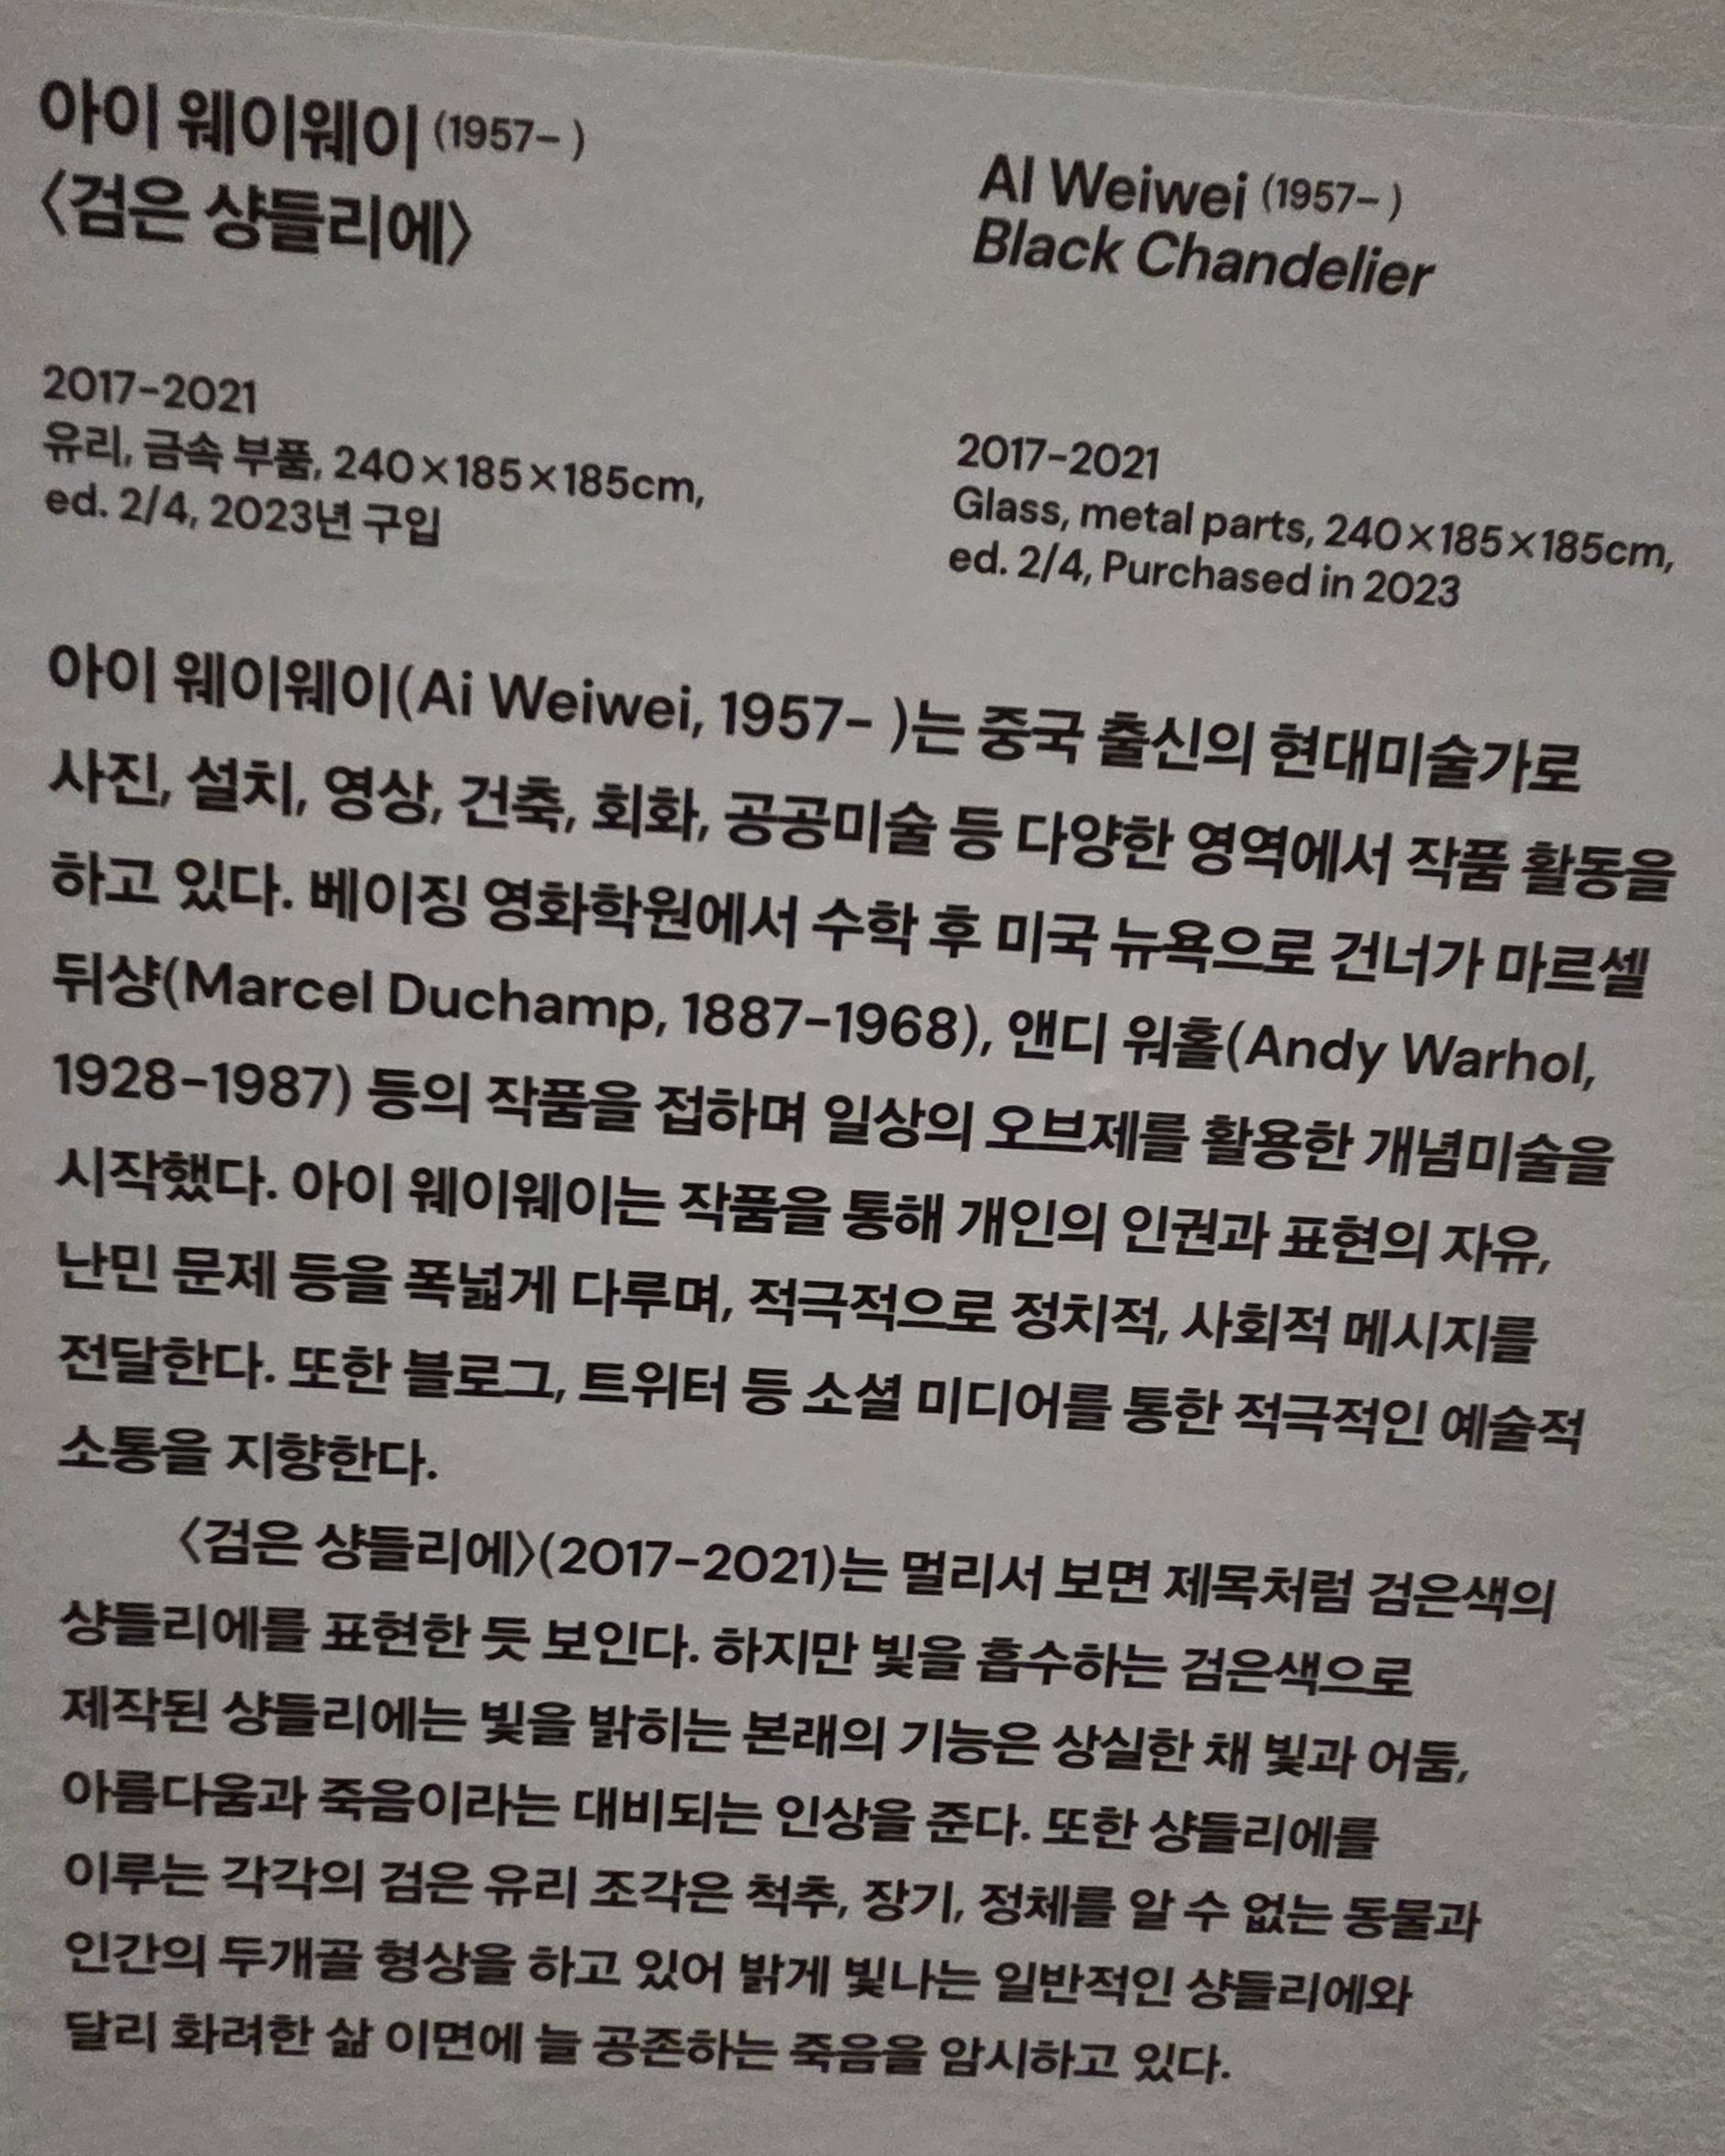 아이 웨이웨이 (1957– )
〈검은 샹들리에〉
AI Weiwei (1957– )
Black Chandelier
2017–2021
유리, 금속 부품, 240×185×185cm,
ed. 2/4, 2023년 구입
2017–2021
Glass, metal parts, 240×185×185cm,
ed. 2/4, Purchased in 2023
아이 웨이웨이(Ai Weiwei, 1957– )는 중국 출신의 현대미술가로
사진, 설치, 영상, 건축, 회화, 공공미술 등 다양한 영역에서 작품 활동을
하고 있다. 베이징 영화학원에서 수학 후 미국 뉴욕으로 건너가 마르셀
뒤샹(Marcel Duchamp, 1887–1968), 앤디 워홀(Andy Warhol,
1928–1987) 등의 작품을 접하며 일상의 오브제를 활용한 개념미술을
시작했다. 아이 웨이웨이는 작품을 통해 개인의 인권과 표현의 자유,
난민 문제 등을 폭넓게 다루며, 적극적으로 정치적, 사회적 메시지를
전달한다. 또한 블로그, 트위터 등 소셜 미디어를 통한 적극적인 예술적
소통을 지향한다.
〈검은 샹들리에〉(2017–2021)는 멀리서 보면 제목처럼 검은색의
샹들리에를 표현한 듯 보인다. 하지만 빛을 흡수하는 검은색으로
제작된 샹들리에는 빛을 밝히는 본래의 기능은 상실한 채 빛과 어둠,
아름다움과 죽음이라는 대비되는 인상을 준다. 또한 샹들리에를
이루는 각각의 검은 유리 조각은 척추, 장기, 정체를 알 수 없는 동물과
인간의 두개골 형상을 하고 있어 밝게 빛나는 일반적인 샹들리에와
달리 화려한 삶 이면에 늘 공존하는 죽음을 암시하고 있다.